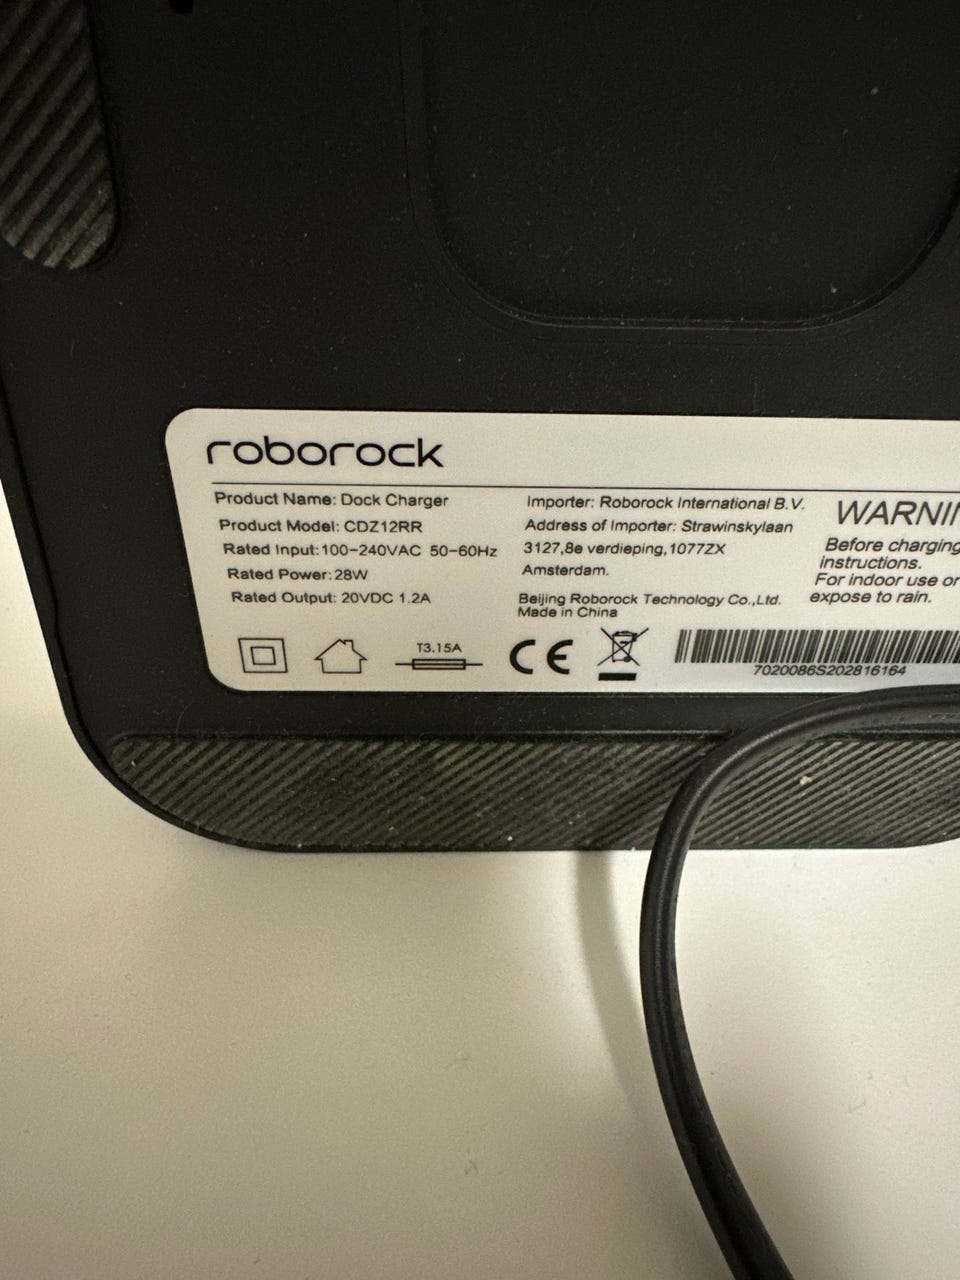 roborock
Product Name: Dock Charger
Product Model: CDZ12RR
Rated Input: 100-240VAC 50-60Hz
Rated Power: 28W
Rated Output: 20VDC 1.2A
T3.15A
CE
Importer: Roborock International B.V.
Address of Importer: Strawinskylaan
3127,8e verdieping,1077ZX
Amsterdam.
Beijing Roborock Technology Co.,Ltd.
Made in China
Before charging
instructions.
For indoor use or
expose to rain.
7020086S202816164